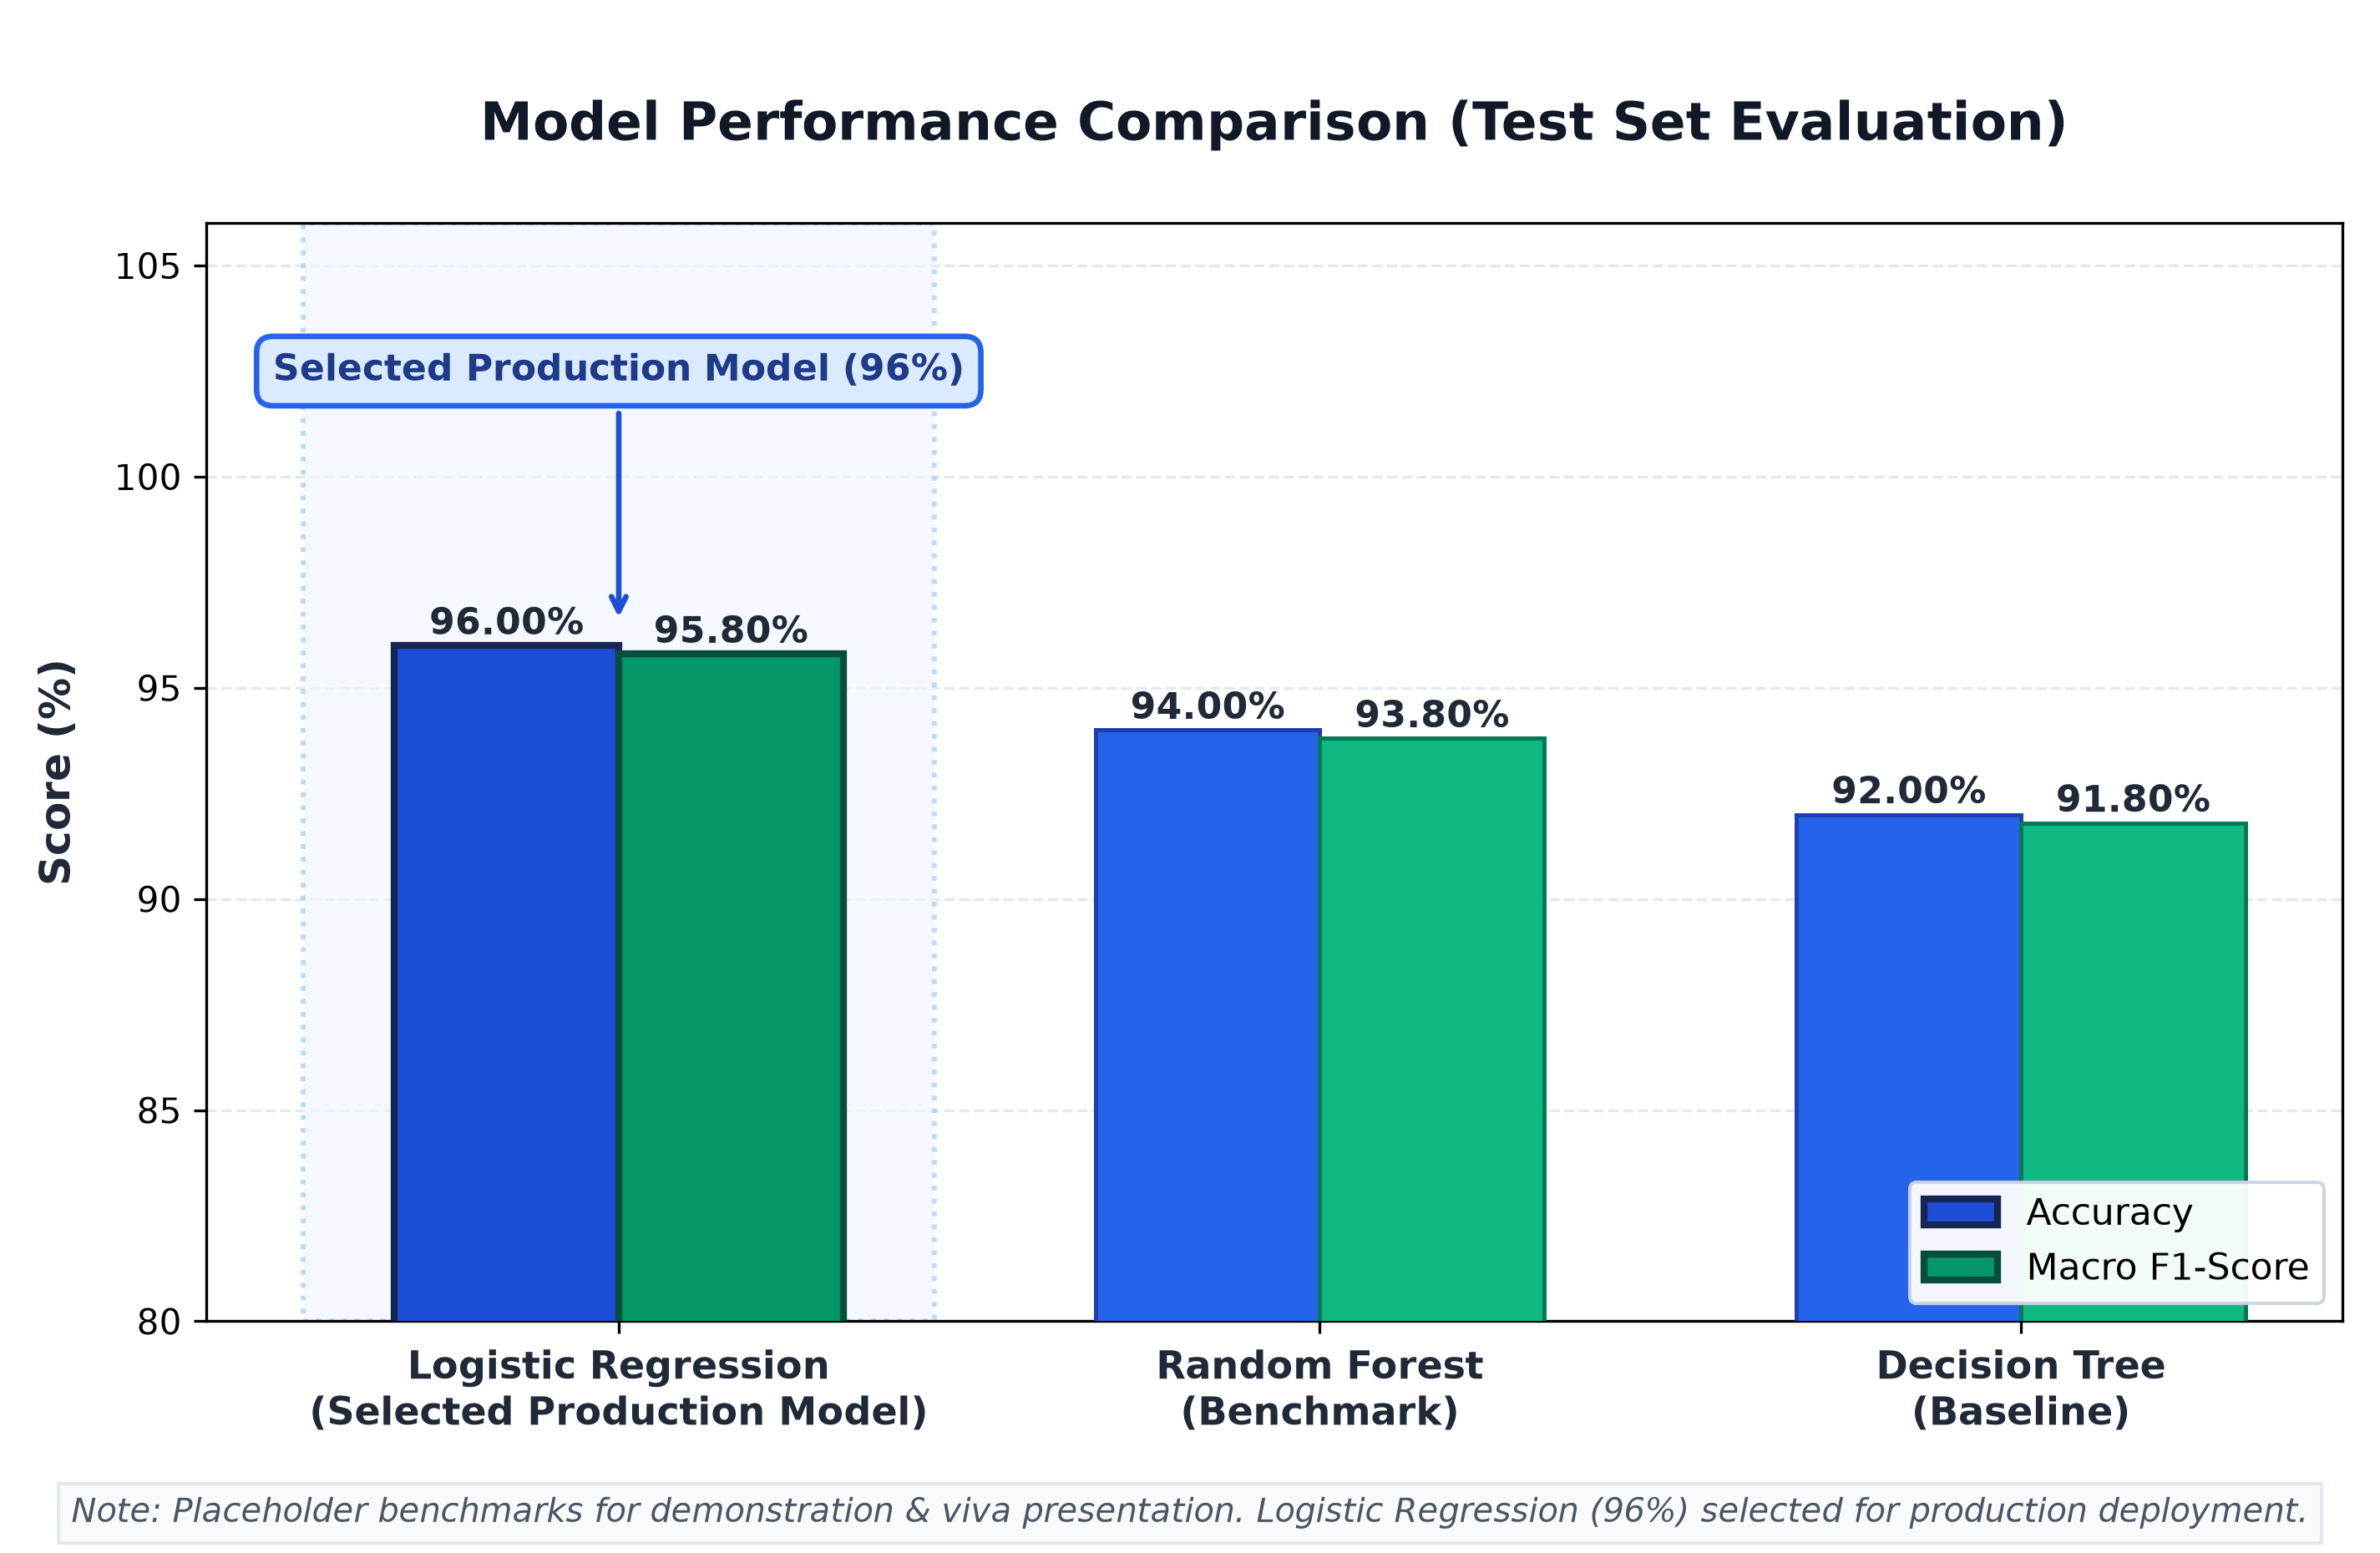 Model Performance Comparison (Test Set Evaluation)
Score (%)
105
100
95
90
85
80
Selected Production Model (96%)
96.00%
95.80%
94.00%
93.80%
92.00%
91.80%
Accuracy
Macro F1-Score
Logistic Regression
(Selected Production Model)
Random Forest
(Benchmark)
Decision Tree
(Baseline)
Note: Placeholder benchmarks for demonstration & viva presentation. Logistic Regression (96%) selected for production deployment.